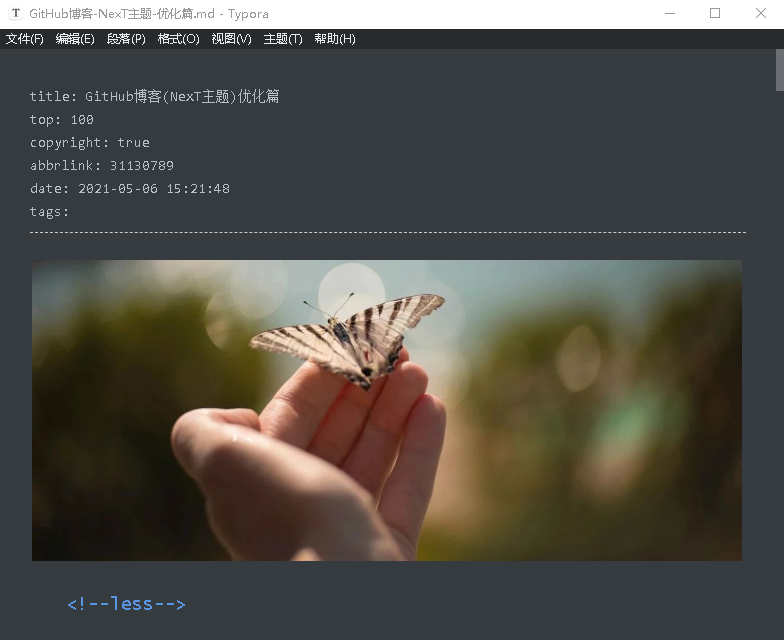 T GitHub博客-NexT主题-优化篇.md - Typora
文件(F) 编辑(E) 段落(P) 格式(O) 视图(V) 主题(T) 帮助(H)
title: GitHub博客(NexT主题)优化篇
top: 100
copyright: true
abbrlink: 31130789
date: 2021-05-06 15:21:48
tags:
<!--less-->